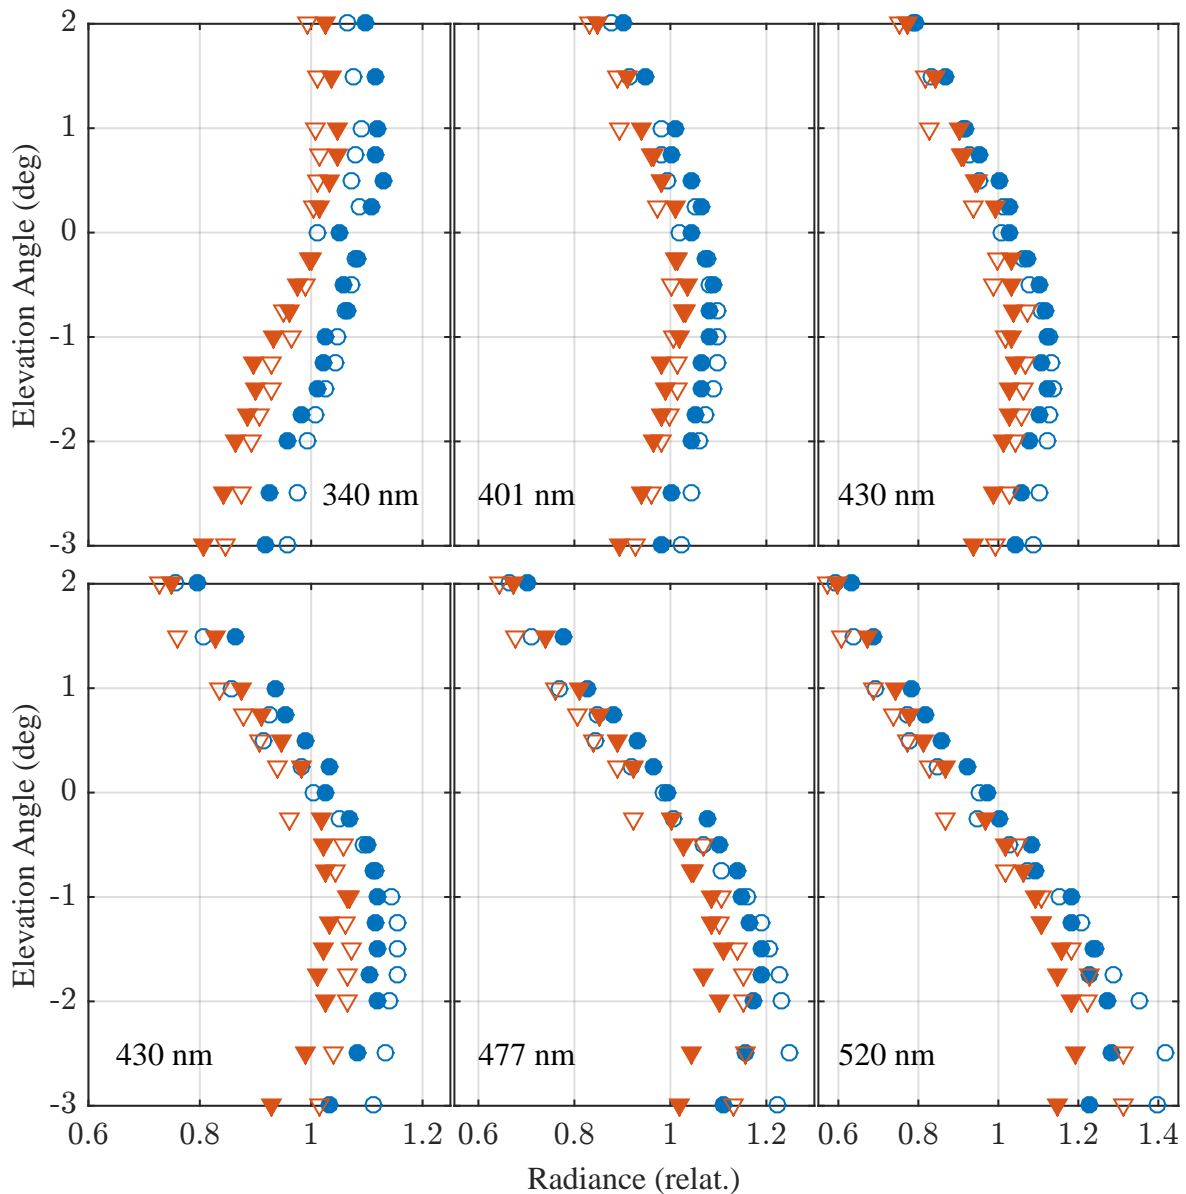 2
1
0
-1
-2
-3
Elevation Angle (deg)
340 nm
401 nm
430 nm
2
1
0
-1
-2
-3
Elevation Angle (deg)
430 nm
477 nm
520 nm
0.6 0.8 1 1.2 0.6 0.8 1 1.2 0.6 0.8 1 1.2 1.4
Radiance (relat.)